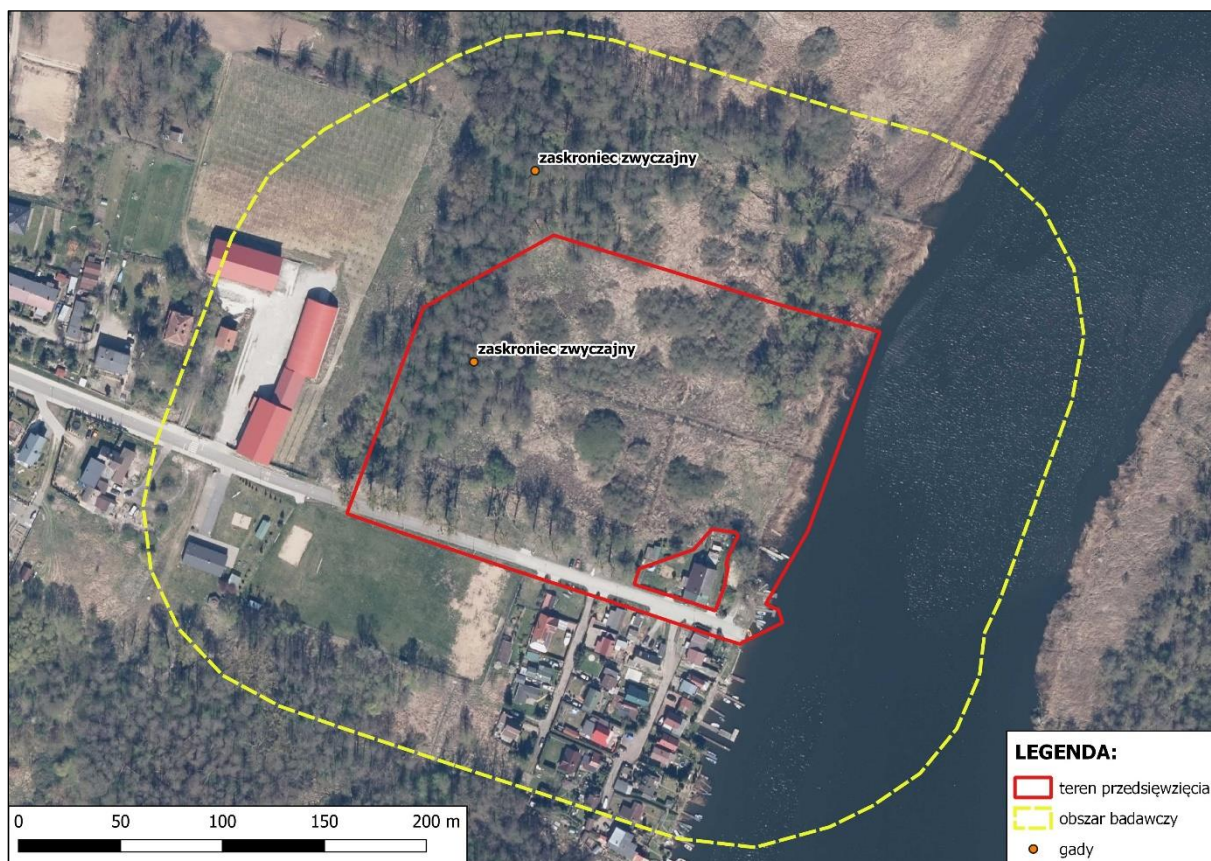 zaskroniec zwyczajny
zaskroniec zwyczajny
LEGENDA:
teren przedsięwzięcia
obszar badawczy
gady
0 50 100 150 200 m